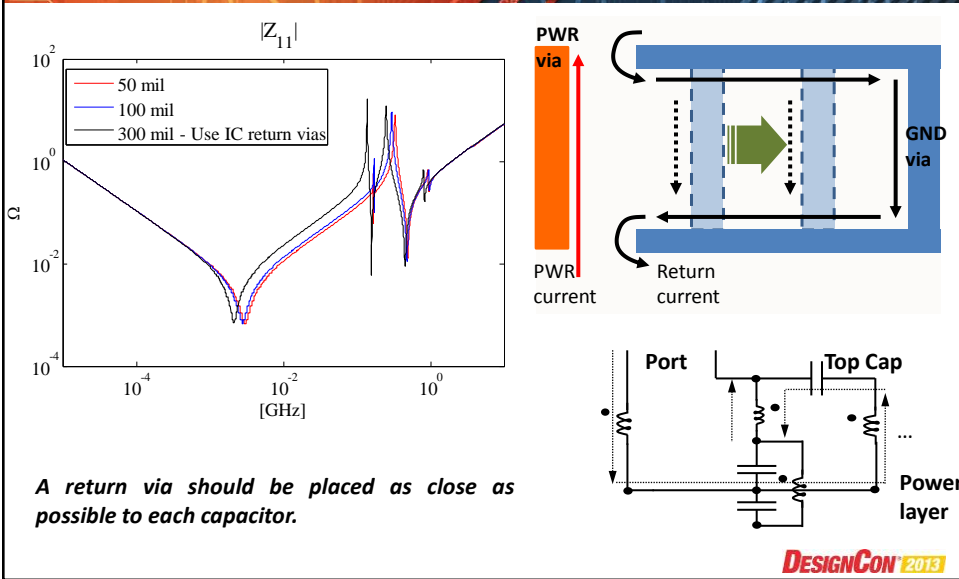 |Z11|
10^2
10^0
10^-2
10^-4
Ω
50 mil
100 mil
300 mil - Use IC return vias
10^-4
10^-2
10^0
[GHz]
PWR
via
GND
via
PWR
current
Return
current
Port
Top Cap
...
Power
layer
A return via should be placed as close as
possible to each capacitor.
DESIGNCON 2013